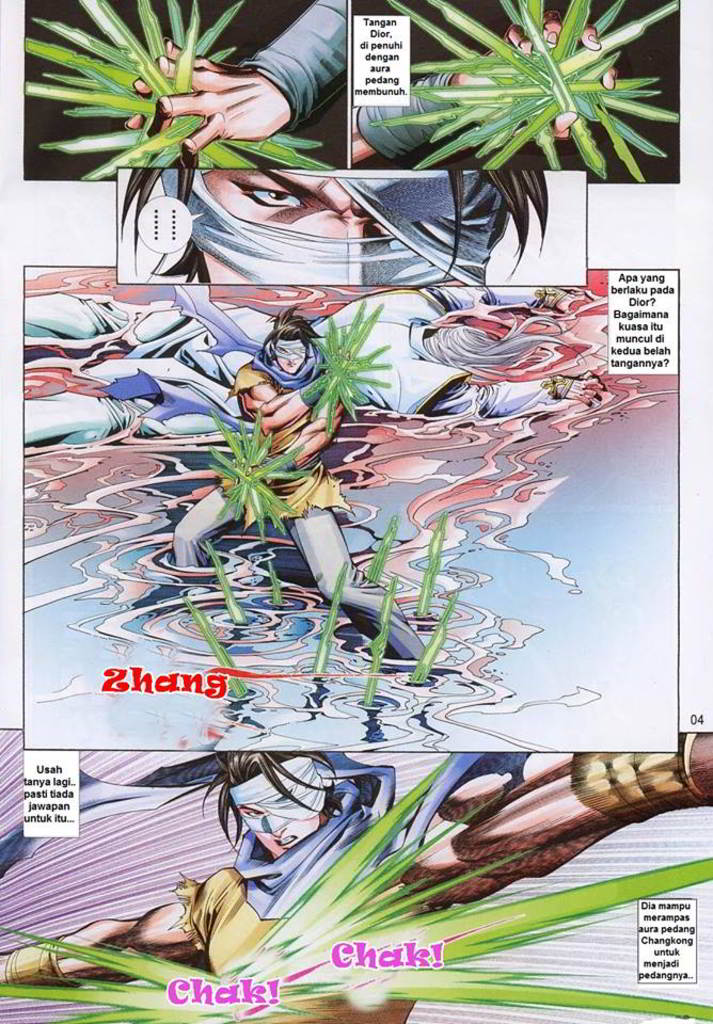 Tangan
Dior,
di penuhi
dengan
aura
pedang
membunuh.
Apa yang
berlaku pada
Dior?
Bagaimana
kuasa itu
muncul di
kedua belah
tangannya?
Zhang
04
Usah
tanya lagi..
pasti tiada
jawapan
untuk itu...
Chak!
Chak!
Dia mampu
merampas
aura pedang
Changkong
untuk
menjadi
pedangnya..